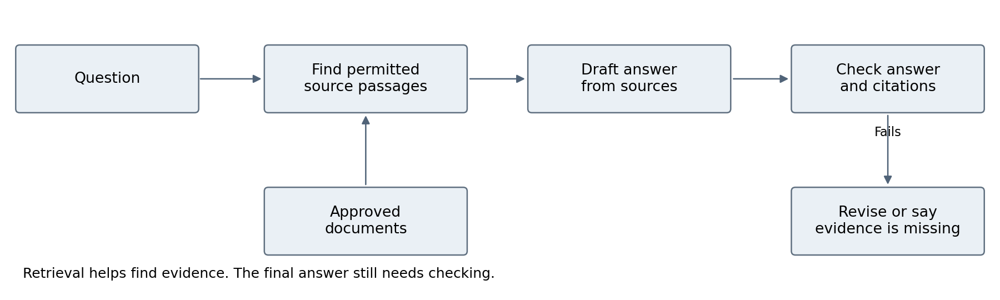 Question
Find permitted
source passages
Draft answer
from sources
Check answer
and citations
Fails
Approved
documents
Revise or say
evidence is missing
Retrieval helps find evidence. The final answer still needs checking.